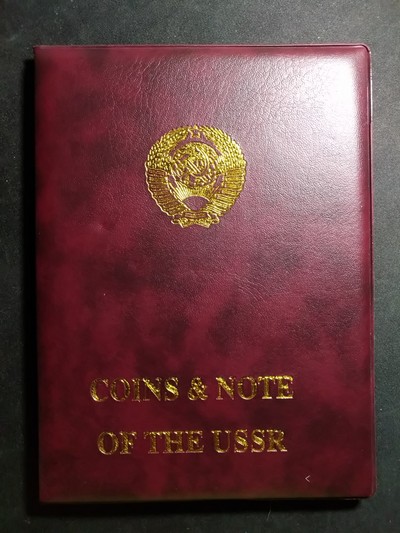 COINS & NOTE
OF THE USSR